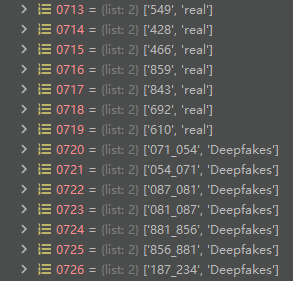 0713 = {list: 2} ['549', 'real']
0714 = {list: 2} ['428', 'real']
0715 = {list: 2} ['466', 'real']
0716 = {list: 2} ['859', 'real']
0717 = {list: 2} ['843', 'real']
0718 = {list: 2} ['692', 'real']
0719 = {list: 2} ['610', 'real']
0720 = {list: 2} ['071_054', 'Deepfakes']
0721 = {list: 2} ['054_071', 'Deepfakes']
0722 = {list: 2} ['087_081', 'Deepfakes']
0723 = {list: 2} ['081_087', 'Deepfakes']
0724 = {list: 2} ['881_856', 'Deepfakes']
0725 = {list: 2} ['856_881', 'Deepfakes']
0726 = {list: 2} ['187_234', 'Deepfakes']